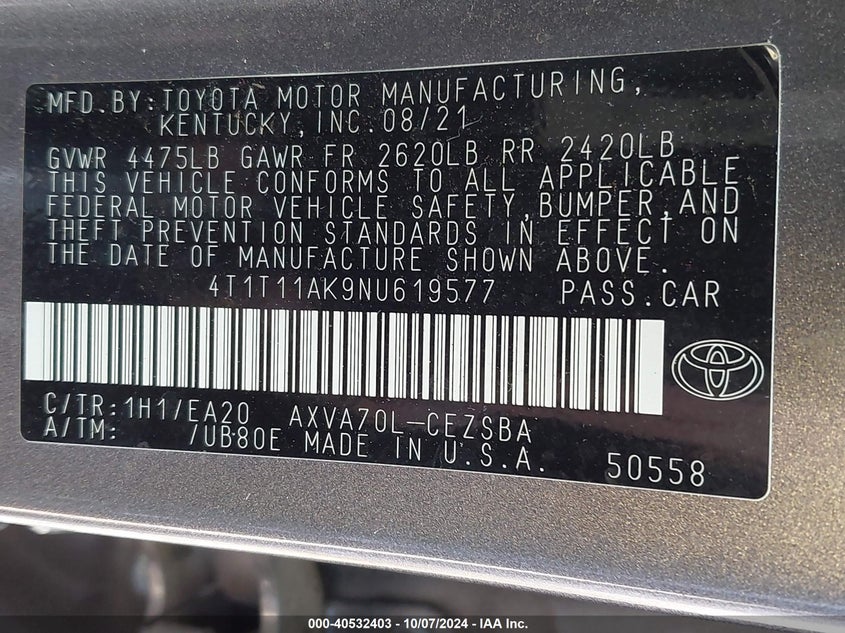 MFD.BY:TOYOTA MOTOR MANUFACTURING,
KENTUCKY,INC.08/21
GVWR 4475LB GAWR FR 2620LB RR 2420LB
THIS VEHICLE CONFORMS TO ALL APPLICABLE
FEDERAL MOTOR VEHICLE SAFETY,BUMPER,AND
THEFT PREVENTION STANDARDS IN EFFECT ON
THE DATE OF MANUFACTURE SHOWN ABOVE.
4T1T11AK9NU619577 PASS.CAR
C/TR:1H1/EA20 AXVA70L-CEZSBA
A/TM: /UB80E MADE IN U.S.A. 50558
000-40532403 - 10/07/2024 - IAA Inc.